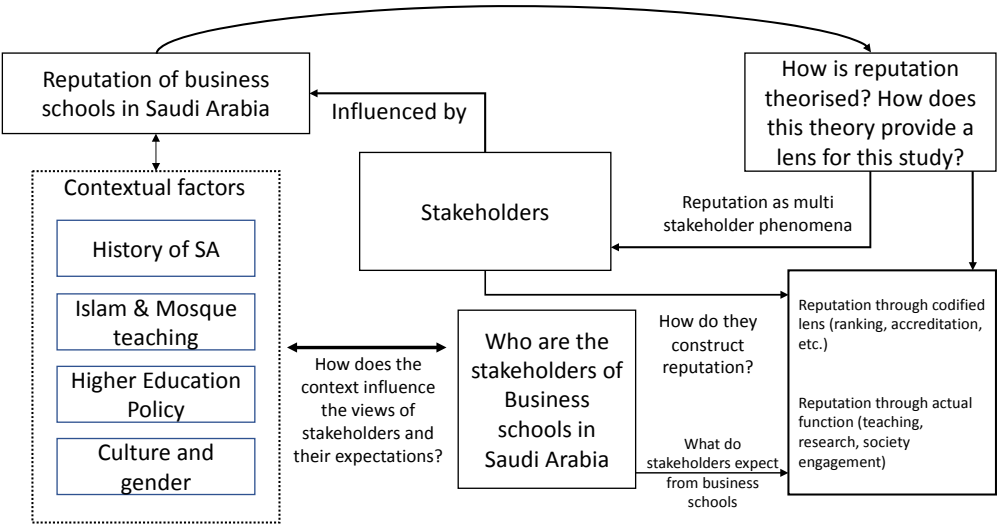 Reputation of business
schools in Saudi Arabia
Influenced by
How is reputation
theorised? How does
this theory provide a
lens for this study?
Contextual factors
History of SA
Islam & Mosque
teaching
Higher Education
Policy
Culture and
gender
Stakeholders
Reputation as multi
stakeholder phenomena
How does the
context influence
the views of
stakeholders and
their expectations?
Who are the
stakeholders of
Business
schools in
Saudi Arabia
How do they
construct
reputation?
What do
stakeholders expect
from business
schools
Reputation through codified
lens (ranking, accreditation,
etc.)
Reputation through actual
function (teaching,
research, society
engagement)